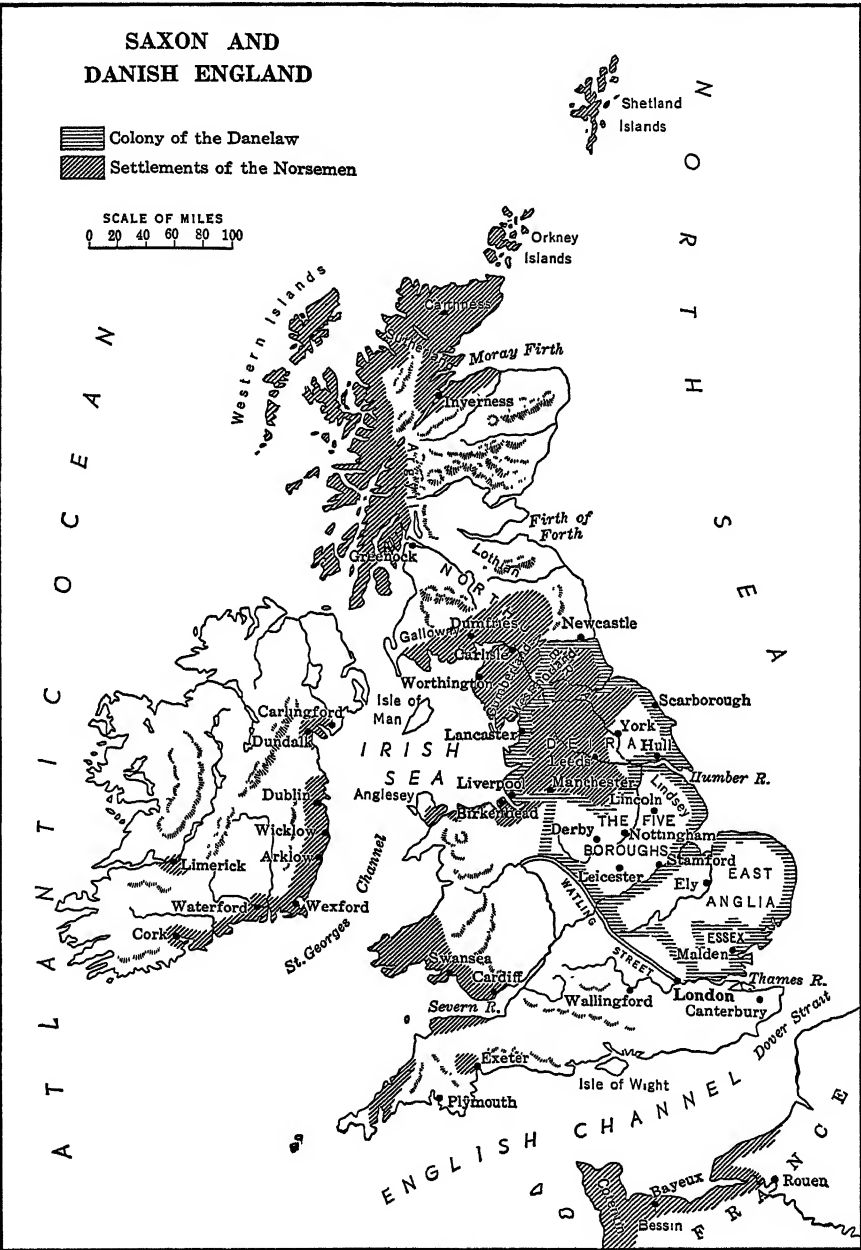 SAXON AND
DANISH ENGLAND
Colony of the Danelaw
Settlements of the Norsemen
SCALE OF MILES
0 20 40 60 80 100
Shetland
Islands
NORTH SEA
Orkney
Islands
Western Islands
Caithness
Moray Firth
Inverness
ATLANTIC OCEAN
Firth of
Forth
Greenock
Lothian
Galloway
Dumfries
Newcastle
Carlisle
Cumberland
Worthington
Isle of
Man
Scarborough
Carlingford
Dundalk
Lancaster
York
IRISH
SEA
DEIRA
Hull
Leeds
Humber R.
Dublin
Anglesey
Liverpool
Manchester
Birkenhead
Lincoln
Lindsey
THE FIVE
BOROUGHS
Derby
Nottingham
Wicklow
Arklow
Limerick
Stamford
Leicester
Ely
EAST
ANGLIA
Channel
St. Georges
WATLING
STREET
Waterford
Wexford
Cork
ESSEX
Malden
Swansea
Cardiff
Thames R.
Severn R.
Wallingford
London
Canterbury
Dover Strait
Exeter
Isle of Wight
Plymouth
ENGLISH CHANNEL
FRANCE
Bayeux
Rouen
Bessin